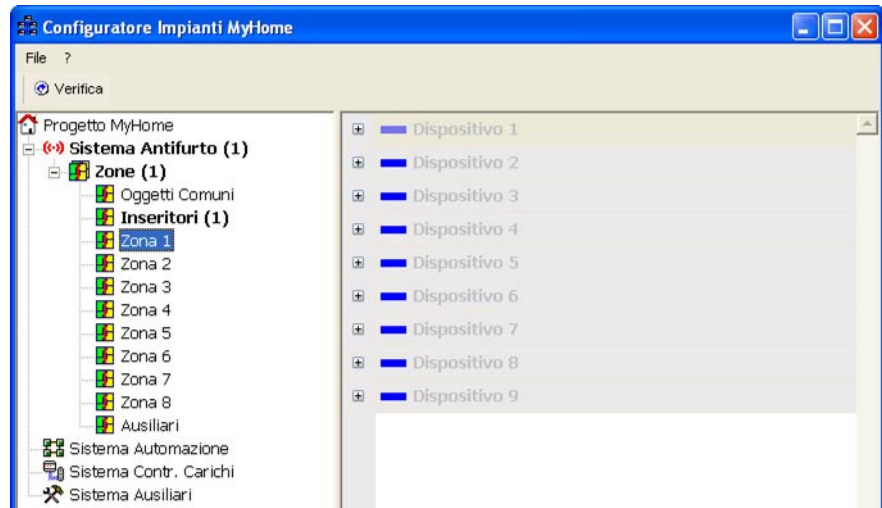 Configuratore Impianti MyHome
File ?
Verifica
Progetto MyHome
Sistema Antifurto (1)
Zone (1)
Oggetti Comuni
Inseritori (1)
Zona 1
Zona 2
Zona 3
Zona 4
Zona 5
Zona 6
Zona 7
Zona 8
Ausiliari
Sistema Automazione
Sistema Contr. Carichi
Sistema Ausiliari
Dispositivo 1
Dispositivo 2
Dispositivo 3
Dispositivo 4
Dispositivo 5
Dispositivo 6
Dispositivo 7
Dispositivo 8
Dispositivo 9